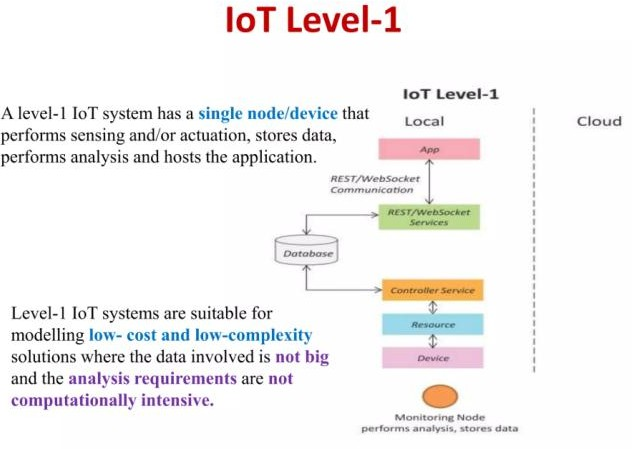 IoT Level-1
A level-1 IoT system has a single node/device that
performs sensing and/or actuation, stores data,
performs analysis and hosts the application.
Level-1 IoT systems are suitable for
modelling low- cost and low-complexity
solutions where the data involved is not big
and the analysis requirements are not
computationally intensive.
IoT Level-1
Local
Cloud
App
REST/WebSocket
Communication
REST/WebSocket
Services
Database
Controller Service
Resource
Device
Monitoring Node
performs analysis, stores data